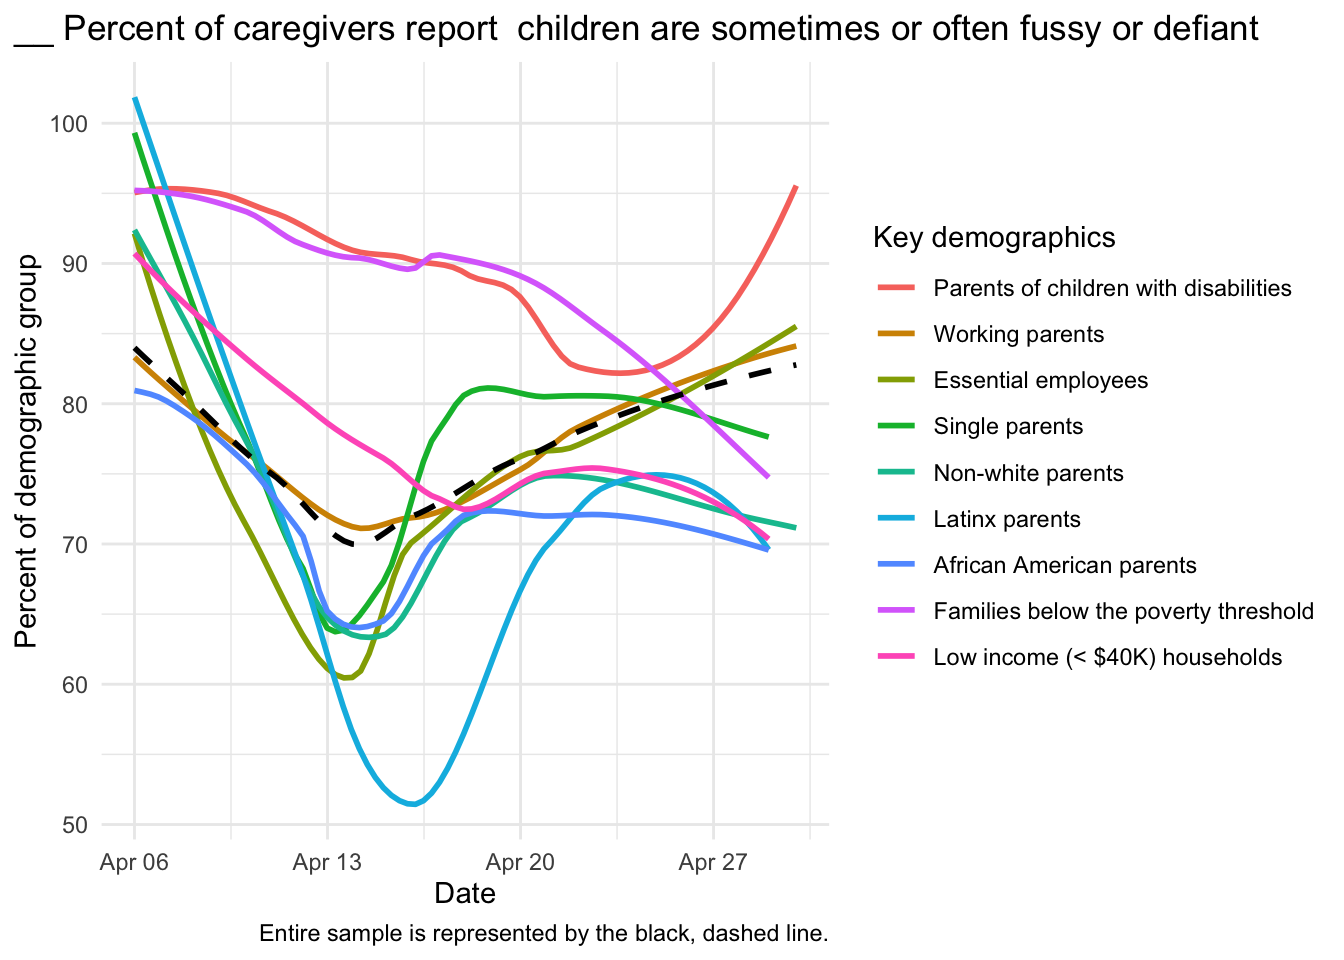 __ Percent of caregivers report  children are sometimes or often fussy or defiant
Percent of demographic group
100
90
80
70
60
50
Apr 06
Apr 13
Apr 20
Apr 27
Date
Key demographics
Parents of children with disabilities
Working parents
Essential employees
Single parents
Non-white parents
Latinx parents
African American parents
Families below the poverty threshold
Low income (< $40K) households
Entire sample is represented by the black, dashed line.